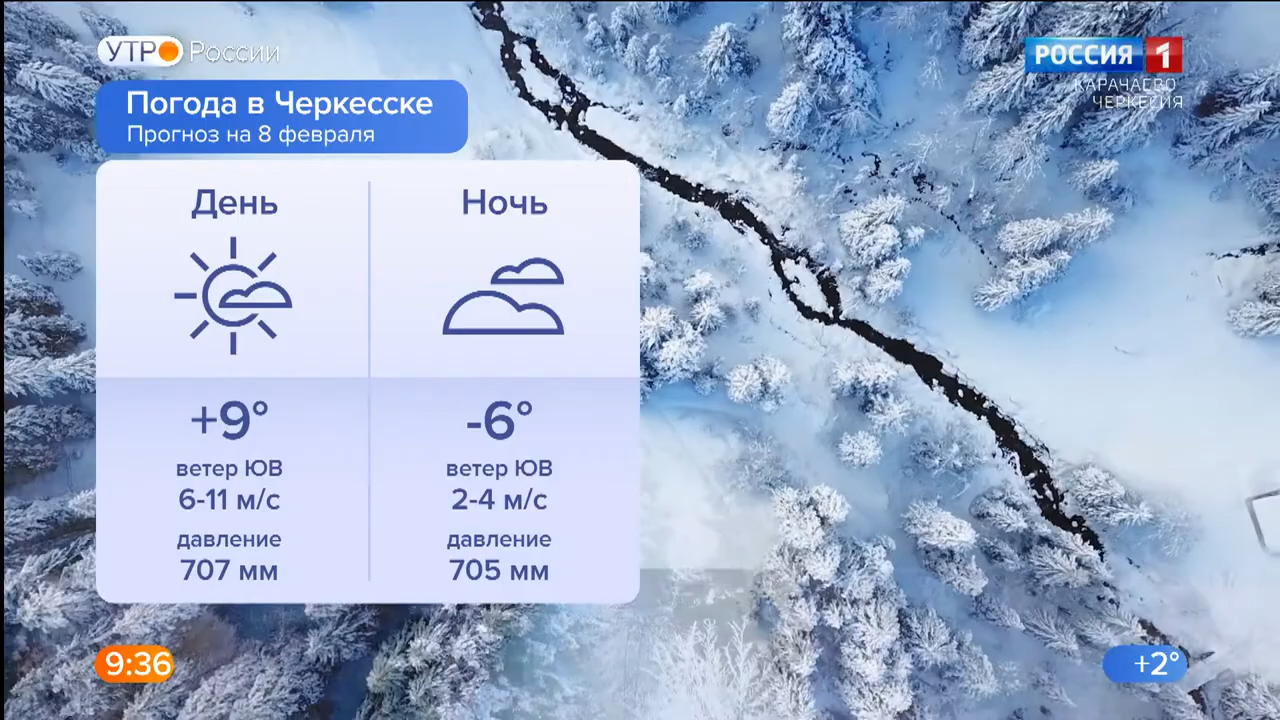 УТРО России
РОССИЯ 1
КАРАЧАЕВО
ЧЕРКЕСИЯ
Погода в Черкесске
Прогноз на 8 февраля
День
Ночь
+9°
-6°
ветер ЮВ
ветер ЮВ
6-11 м/с
2-4 м/с
давление
давление
707 мм
705 мм
9:36
+2°